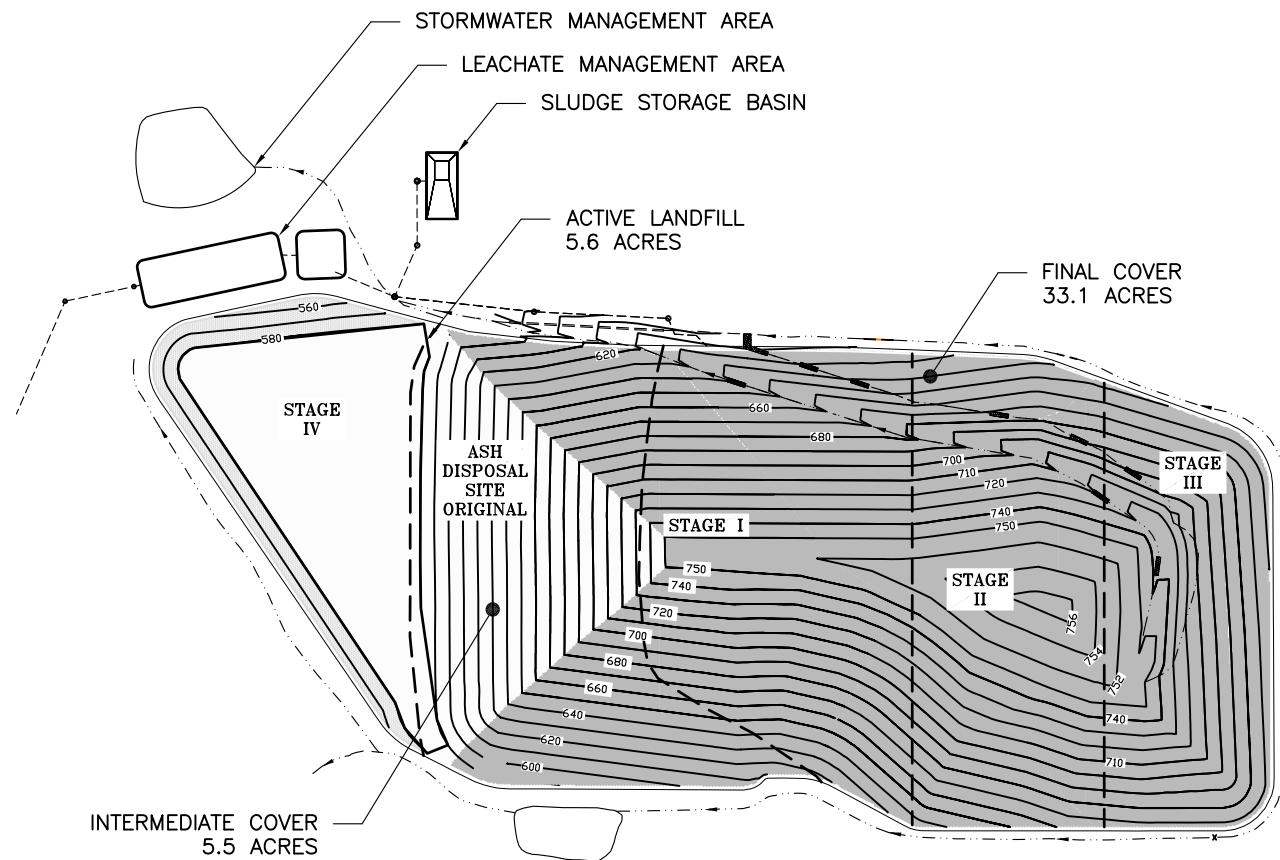 STORMWATER MANAGEMENT AREA
LEACHATE MANAGEMENT AREA
SLUDGE STORAGE BASIN
ACTIVE LANDFILL
5.6 ACRES
FINAL COVER
33.1 ACRES
560
580
620
660
680
700
710
720
740
750
STAGE
IV
ASH
DISPOSAL
SITE
ORIGINAL
STAGE I
STAGE
III
STAGE
II
750
740
720
700
680
660
640
620
600
756
754
752
740
710
INTERMEDIATE COVER
5.5 ACRES
x